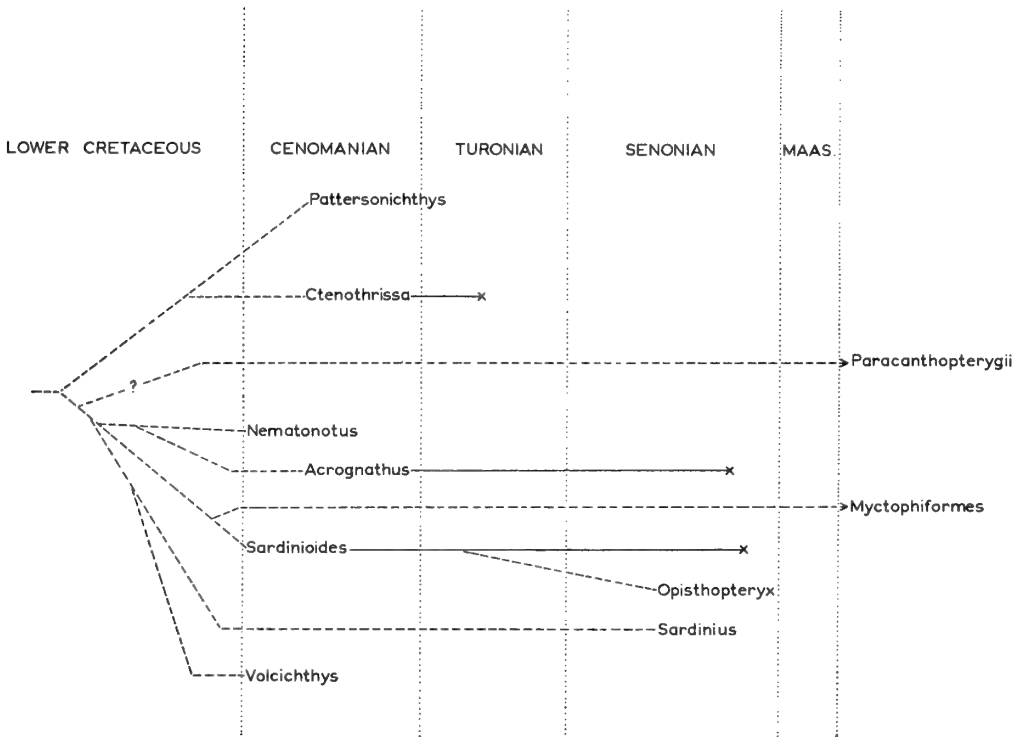 LOWER CRETACEOUS CENOMANIAN TURONIAN SENONIAN MAAS.
Pattersonichthys
Ctenothrissa
Paracanthopterygii
?
Nematonotus
Acrognathus
Myctophiformes
Sardinioides
Opisthopteryx
Sardinius
Volcichthys